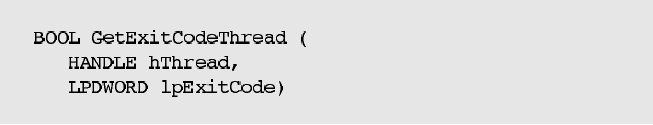 BOOL GetExitCodeThread (
HANDLE hThread,
LPDWORD lpExitCode)